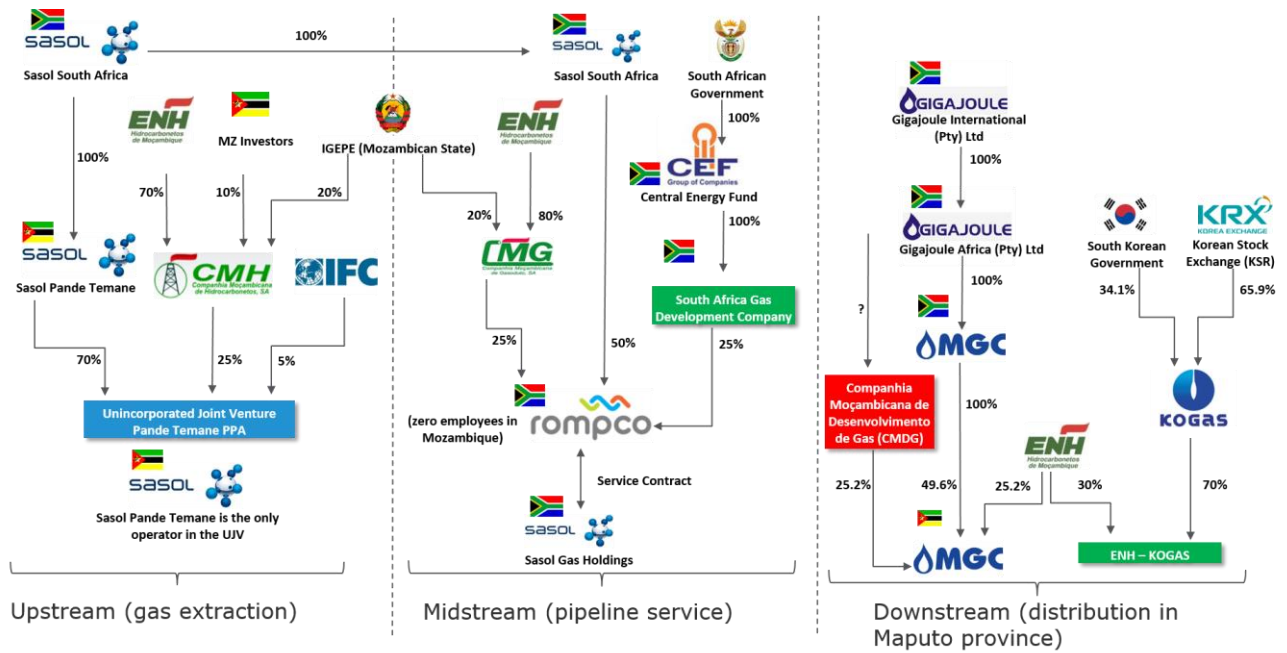 sasol
Sasol South Africa
100%
sasol
Sasol South Africa
South African
Government
100%
ENH
Hidrocarbonetos
de Moçambique
MZ Investors
IGEPE (Mozambican State)
ENH
Hidrocarbonetos
de Moçambique
CEF
Group of Companies
Central Energy Fund
100%
70%
10%
20%
20%
80%
100%
sasol
Sasol Pande Temane
CMH
Companhia Moçambicana
de Hidrocarbonetos, SA
IFC
CMG
Companhia Moçambicana
de Gasoduto, SA
South Africa Gas
Development Company
70%
25%
5%
25%
50%
25%
Unincorporated Joint Venture
Pande Temane PPA
(zero employees in
Mozambique)
rompco
sasol
Sasol Pande Temane is the only
operator in the UJV
Service Contract
sasol
Sasol Gas Holdings
GIGAJOULE
Gigajoule International
(Pty) Ltd
100%
GIGAJOULE
Gigajoule Africa (Pty) Ltd
South Korean
Government
KRX
KOREA EXCHANGE
Korean Stock
Exchange (KSR)
100%
34.1%
65.9%
?
MGC
Companhia
Moçambicana de
Desenvolvimento
de Gas (CMDG)
100%
KOGAS
ENH
Hidrocarbonetos
de Moçambique
25.2%
49.6%
25.2%
30%
70%
MGC
ENH – KOGAS
Upstream (gas extraction)
Midstream (pipeline service)
Downstream (distribution in
Maputo province)